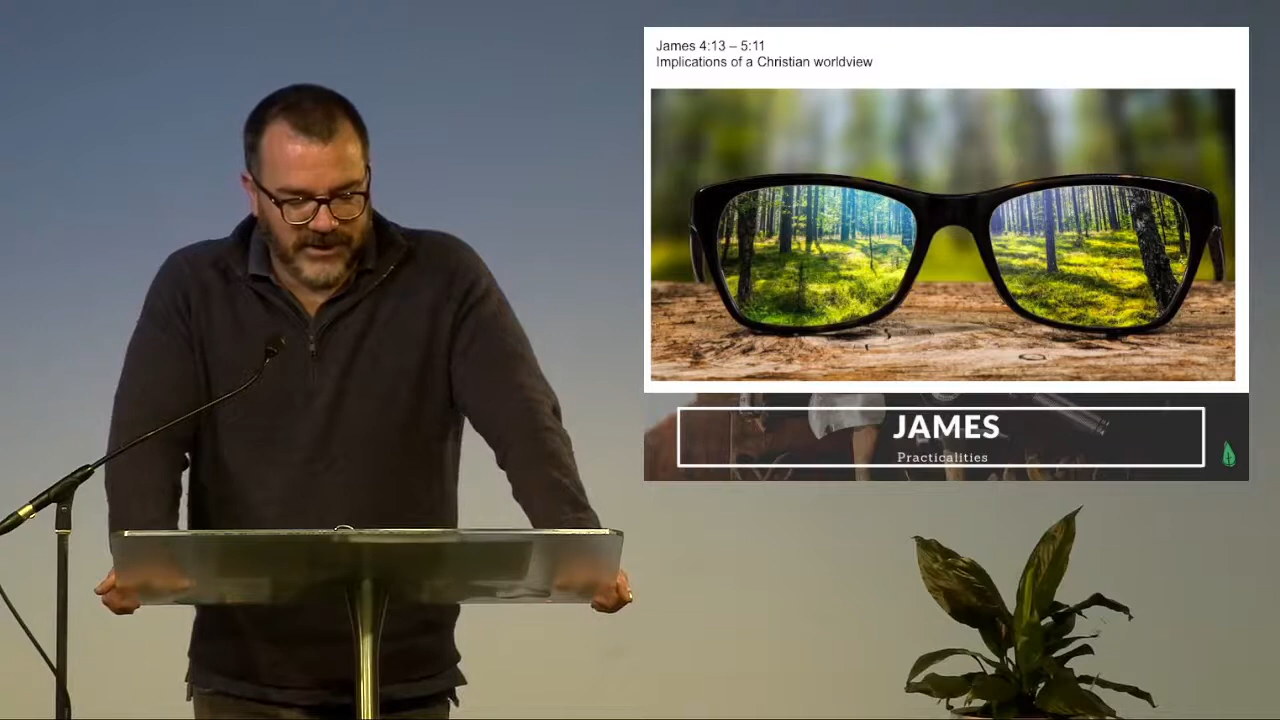 James 4:13 – 5:11
Implications of a Christian worldview
JAMES
Practicalities